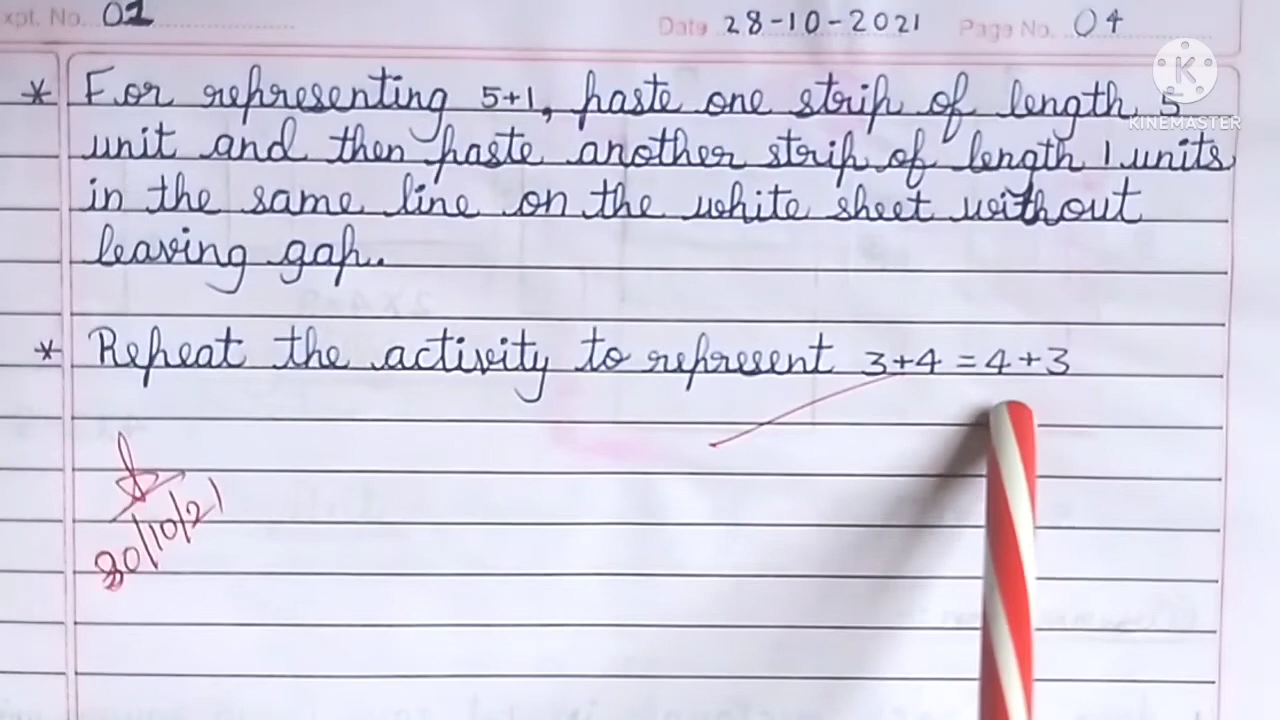 Expt. No. 01
Date 28-10-2021 Page No. 04
K
KINEMASTER
* For representing 5+1, paste one strip of length 5
unit and then paste another strip of length 1 units
in the same line on the white sheet without
leaving gap.
* Repeat the activity to represent 3+4 = 4+3
30/10/21